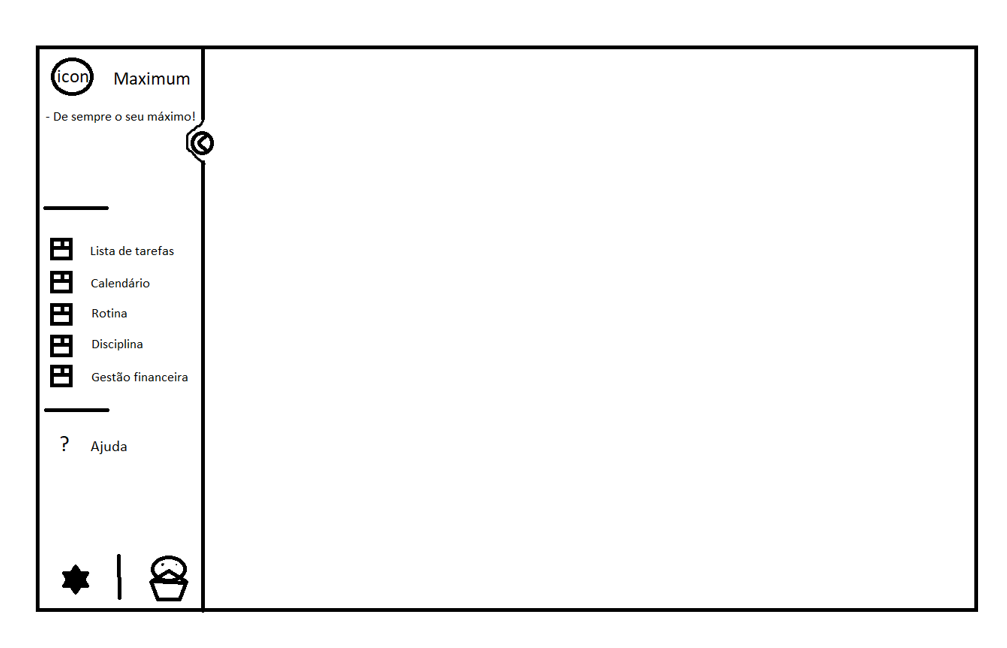 icon
Maximum
- De sempre o seu máximo!
Lista de tarefas
Calendário
Rotina
Disciplina
Gestão financeira
? Ajuda